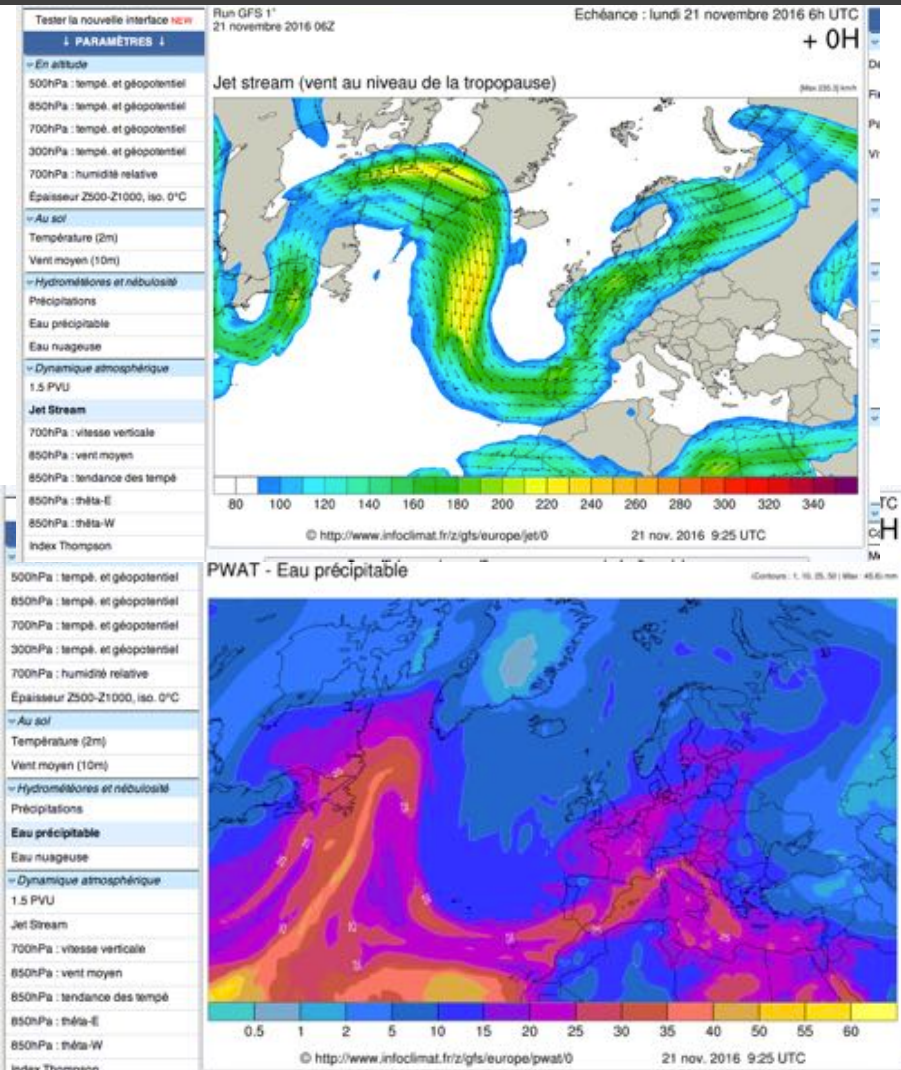 Tester la nouvelle interface NEW
↓ PARAMÈTRES ↓
En altitude
500hPa : tempé. et géopotentiel
850hPa : tempé. et géopotentiel
700hPa : tempé. et géopotentiel
300hPa : tempé. et géopotentiel
700hPa : humidité relative
Épaisseur Z500-Z1000, iso. 0°C
Au sol
Température (2m)
Vent moyen (10m)
Hydrométéores et nébulosité
Précipitations
Eau précipitable
Eau nuageuse
Dynamique atmosphérique
1.5 PVU
Jet Stream
700hPa : vitesse verticale
850hPa : vent moyen
850hPa : tendance des tempé
850hPa : thêta-E
850hPa : thêta-W
Index Thompson
Run GFS 1°
21 novembre 2016 06Z
Echéance : lundi 21 novembre 2016 6h UTC
+ 0H
Jet stream (vent au niveau de la tropopause)
80 100 120 140 160 180 200 220 240 260 280 300 320 340
© http://www.infoclimat.fr/z/gfs/europe/jet/0 21 nov. 2016 9:25 UTC
TC
H
500hPa : tempé. et géopotentiel
850hPa : tempé. et géopotentiel
700hPa : tempé. et géopotentiel
300hPa : tempé. et géopotentiel
700hPa : humidité relative
Épaisseur Z500-Z1000, iso. 0°C
Au sol
Température (2m)
Vent moyen (10m)
Hydrométéores et nébulosité
Précipitations
Eau précipitable
Eau nuageuse
Dynamique atmosphérique
1.5 PVU
Jet Stream
700hPa : vitesse verticale
850hPa : vent moyen
850hPa : tendance des tempé
850hPa : thêta-E
850hPa : thêta-W
Index Thompson
PWAT - Eau précipitable
0.5 1 2 5 10 15 20 25 30 35 40 50 55 60
© http://www.infoclimat.fr/z/gfs/europe/pwat/0 21 nov. 2016 9:25 UTC